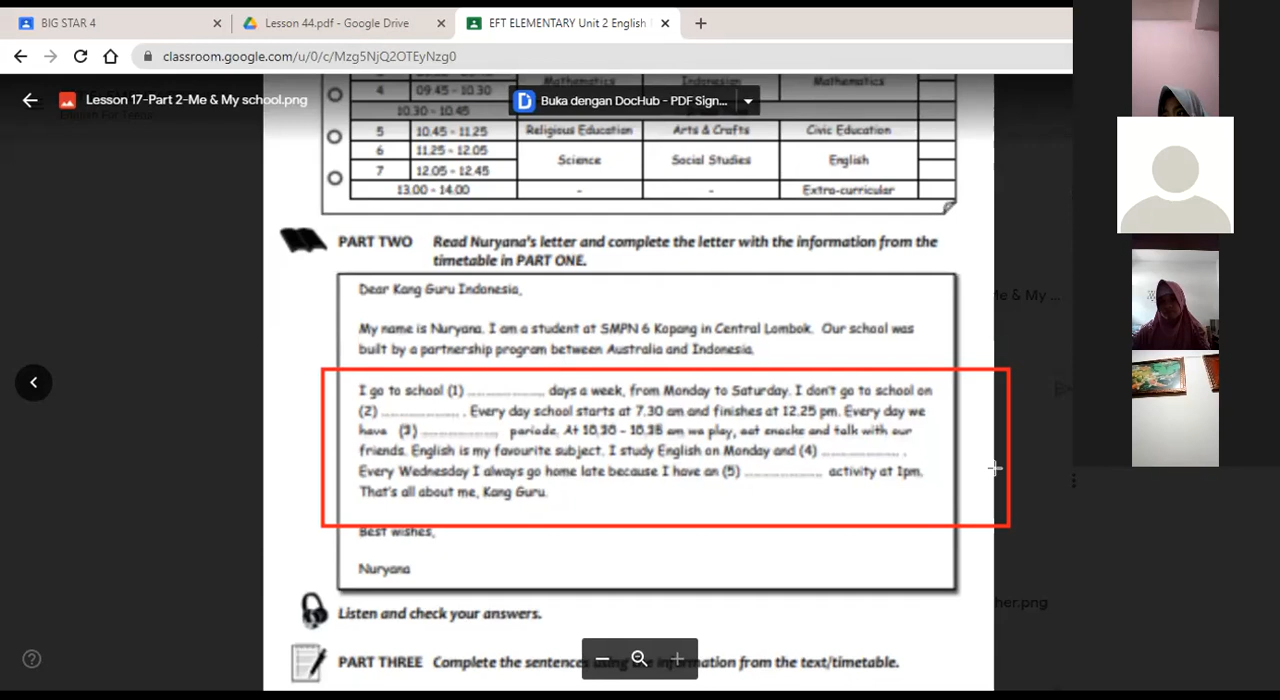 BIG STAR 4
Lesson 44.pdf - Google Drive
EFT ELEMENTARY Unit 2 English
classroom.google.com/u/0/c/Mzg5NjQ2OTEyNzg0
Lesson 17-Part 2-Me & My school.png
Buka dengan DocHub - PDF Sign...
Mathematics Indonesian Mathematics
4 09.45 - 10.30
10.30 - 10.45
5 10.45 - 11.25 Religious Education Arts & Crafts Civic Education
6 11.25 - 12.05
Science Social Studies English
7 12.05 - 12.45
13.00 - 14.00 - - Extra-curricular
PART TWO Read Nuryana's letter and complete the letter with the information from the
timetable in PART ONE.
Dear Kang Guru Indonesia,
My name is Nuryana. I am a student at SMPN 6 Kopang in Central Lombok. Our school was
built by a partnership program between Australia and Indonesia.
I go to school (1) .................... days a week, from Monday to Saturday. I don't go to school on
(2) .................... . Every day school starts at 7.30 am and finishes at 12.25 pm. Every day we
have (3) .................... periods. At 10.30 - 10.35 am we play, eat snacks and talk with our
friends. English is my favourite subject. I study English on Monday and (4) .................... .
Every Wednesday I always go home late because I have an (5) .................... activity at 1pm.
That's all about me, Kang Guru.
Best wishes,
Nuryana
Listen and check your answers.
PART THREE Complete the sentences using the information from the text/timetable.
Me & My ...
her.png